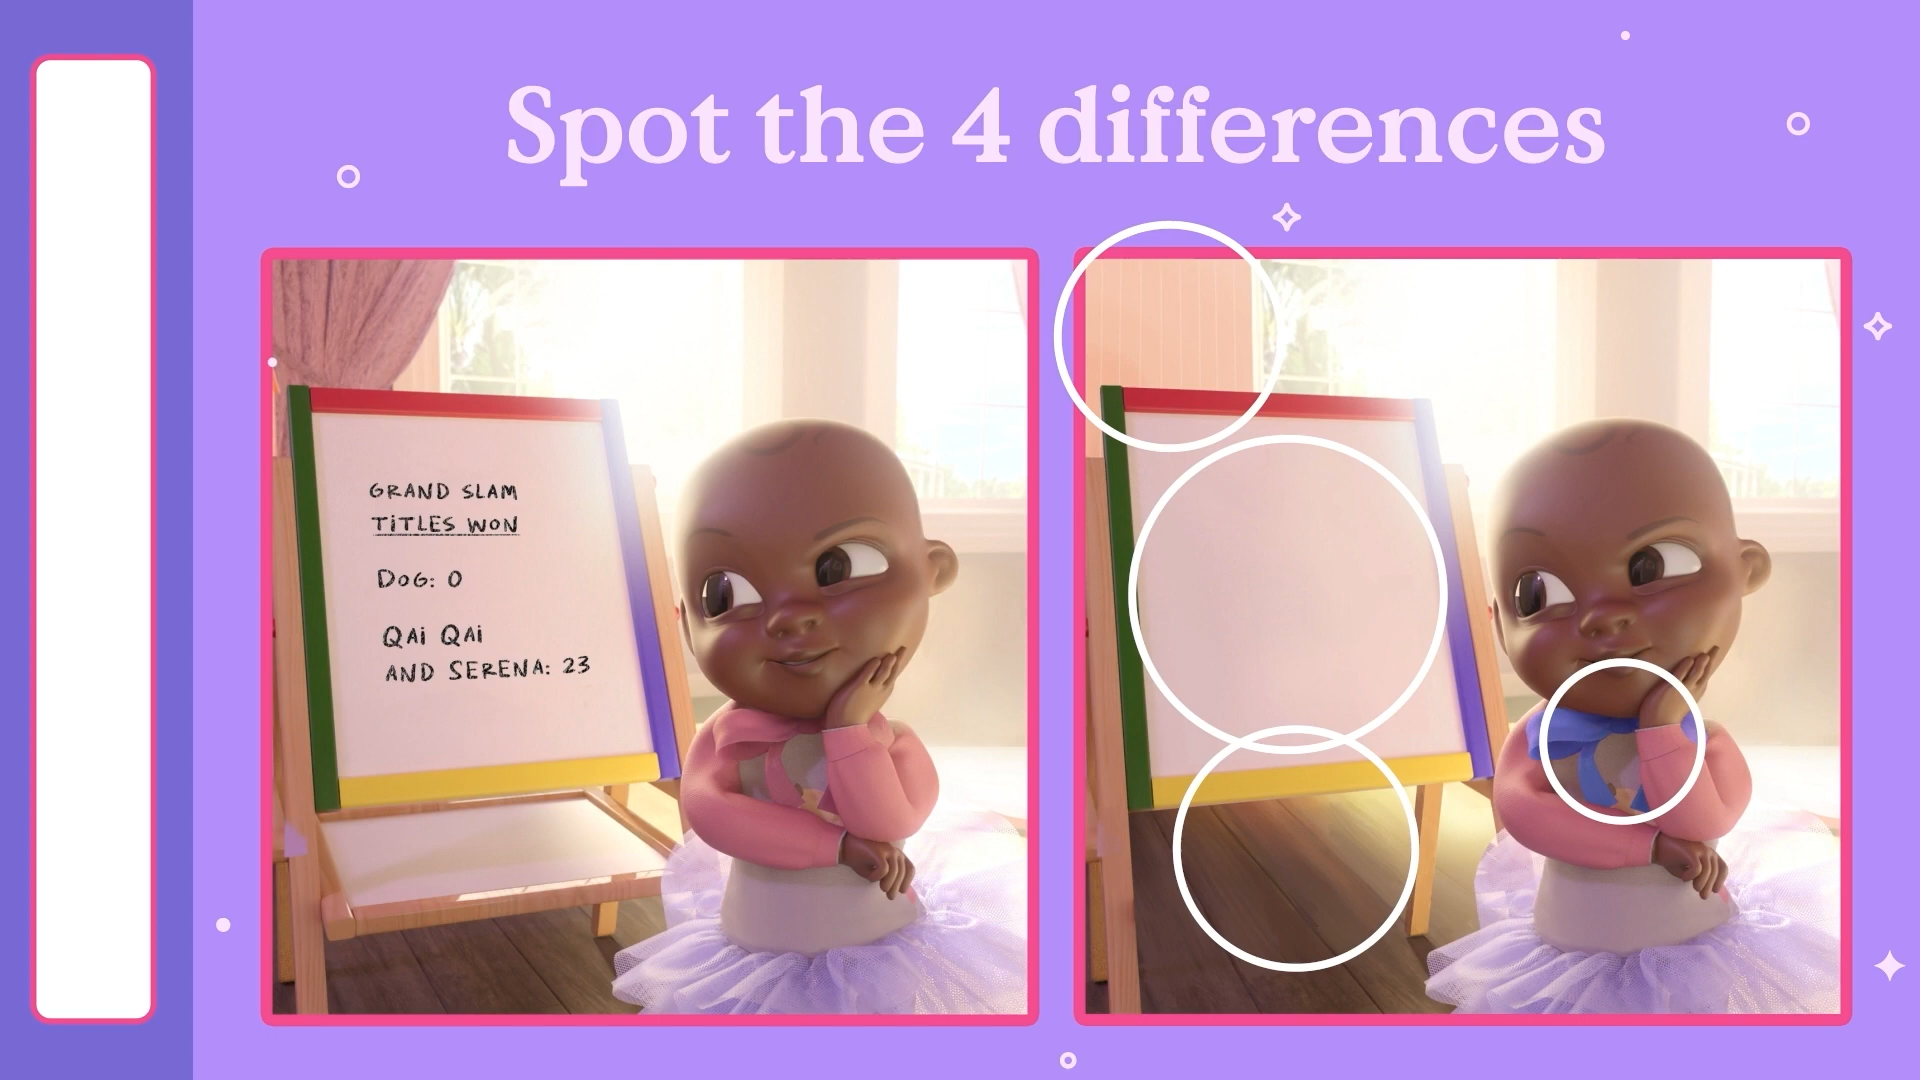 Spot the 4 differences
GRAND SLAM
TiTLES WON
DOG: 0
QAi QAi
AND SERENA: 23